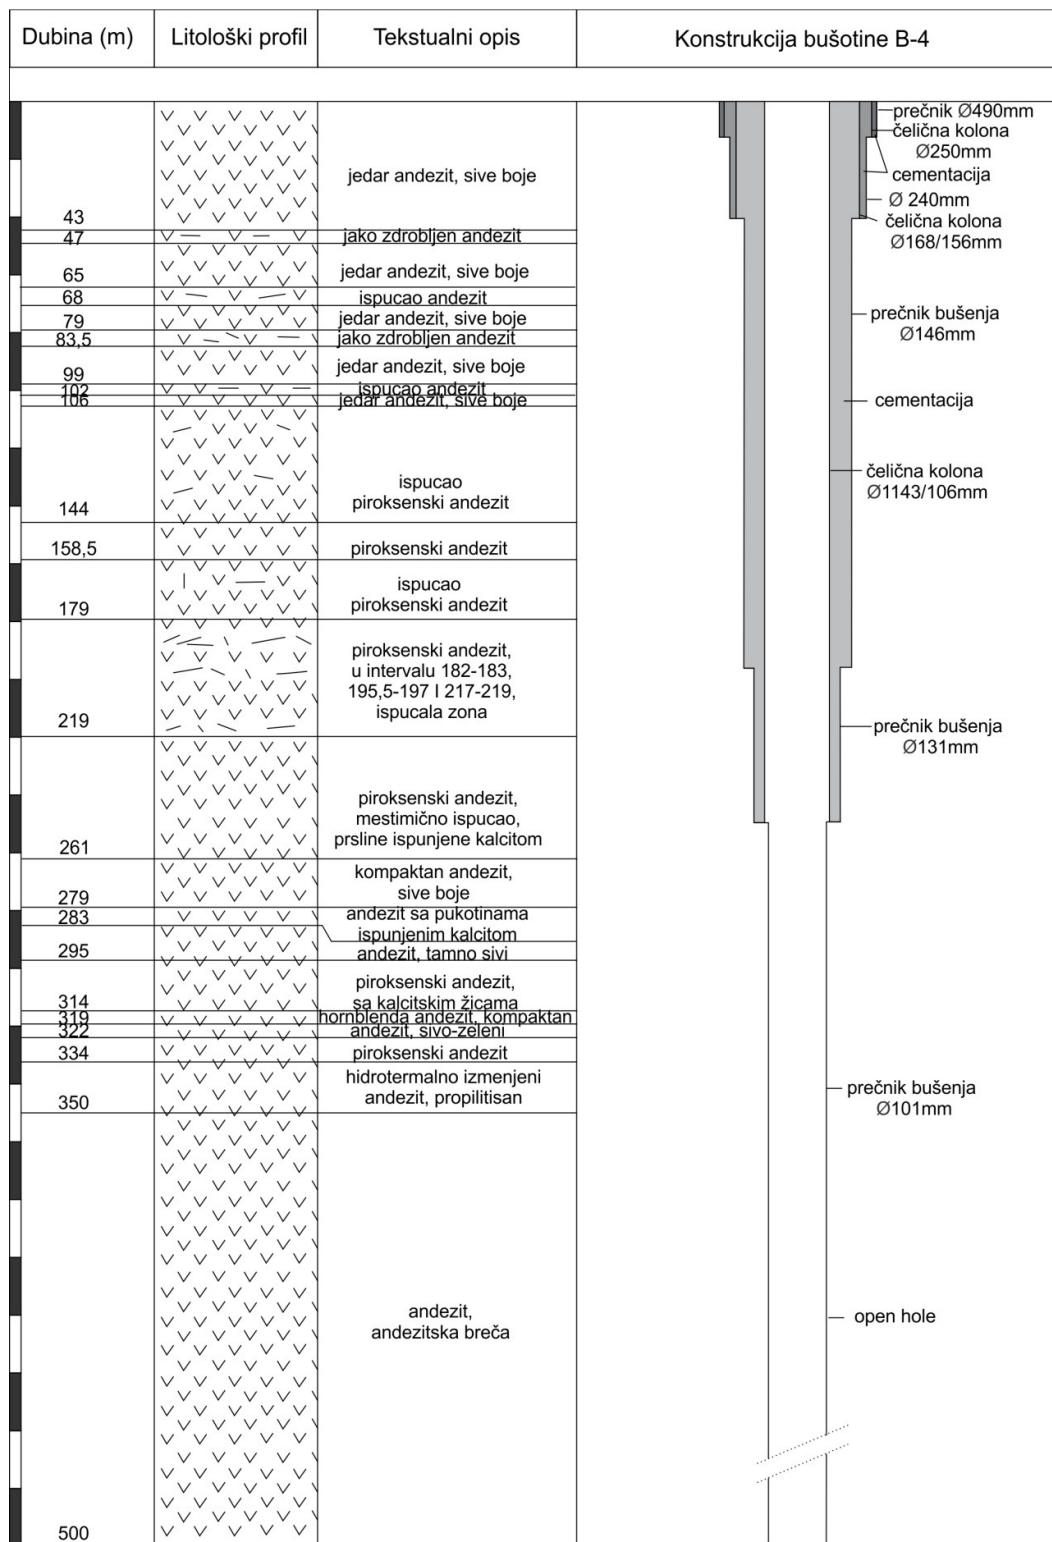 Dubina (m)
Litološki profil
Tekstualni opis
Konstrukcija bušotine B-4
43
jedar andezit, sive boje
47
jako zdrobljen andezit
65
jedar andezit, sive boje
68
ispucao andezit
79
jedar andezit, sive boje
83,5
jako zdrobljen andezit
99
jedar andezit, sive boje
102
ispucao andezit
106
jedar andezit, sive boje
144
ispucao
piroksenski andezit
158,5
piroksenski andezit
179
ispucao
piroksenski andezit
219
piroksenski andezit,
u intervalu 182-183,
195,5-197 I 217-219,
ispucala zona
261
piroksenski andezit,
mestimično ispucao,
prsline ispunjene kalcitom
279
kompaktan andezit,
sive boje
283
andezit sa pukotinama
ispunjenim kalcitom
295
andezit, tamno sivi
314
piroksenski andezit,
sa kalcitskim žicama
319
hornblenda andezit, kompaktan
322
andezit, sivo-zeleni
334
piroksenski andezit
350
hidrotermalno izmenjeni
andezit, propilitisan
500
andezit,
andezitska breča
prečnik Ø490mm
čelična kolona
Ø250mm
cementacija
Ø 240mm
čelična kolona
Ø168/156mm
prečnik bušenja
Ø146mm
cementacija
čelična kolona
Ø1143/106mm
prečnik bušenja
Ø131mm
prečnik bušenja
Ø101mm
open hole